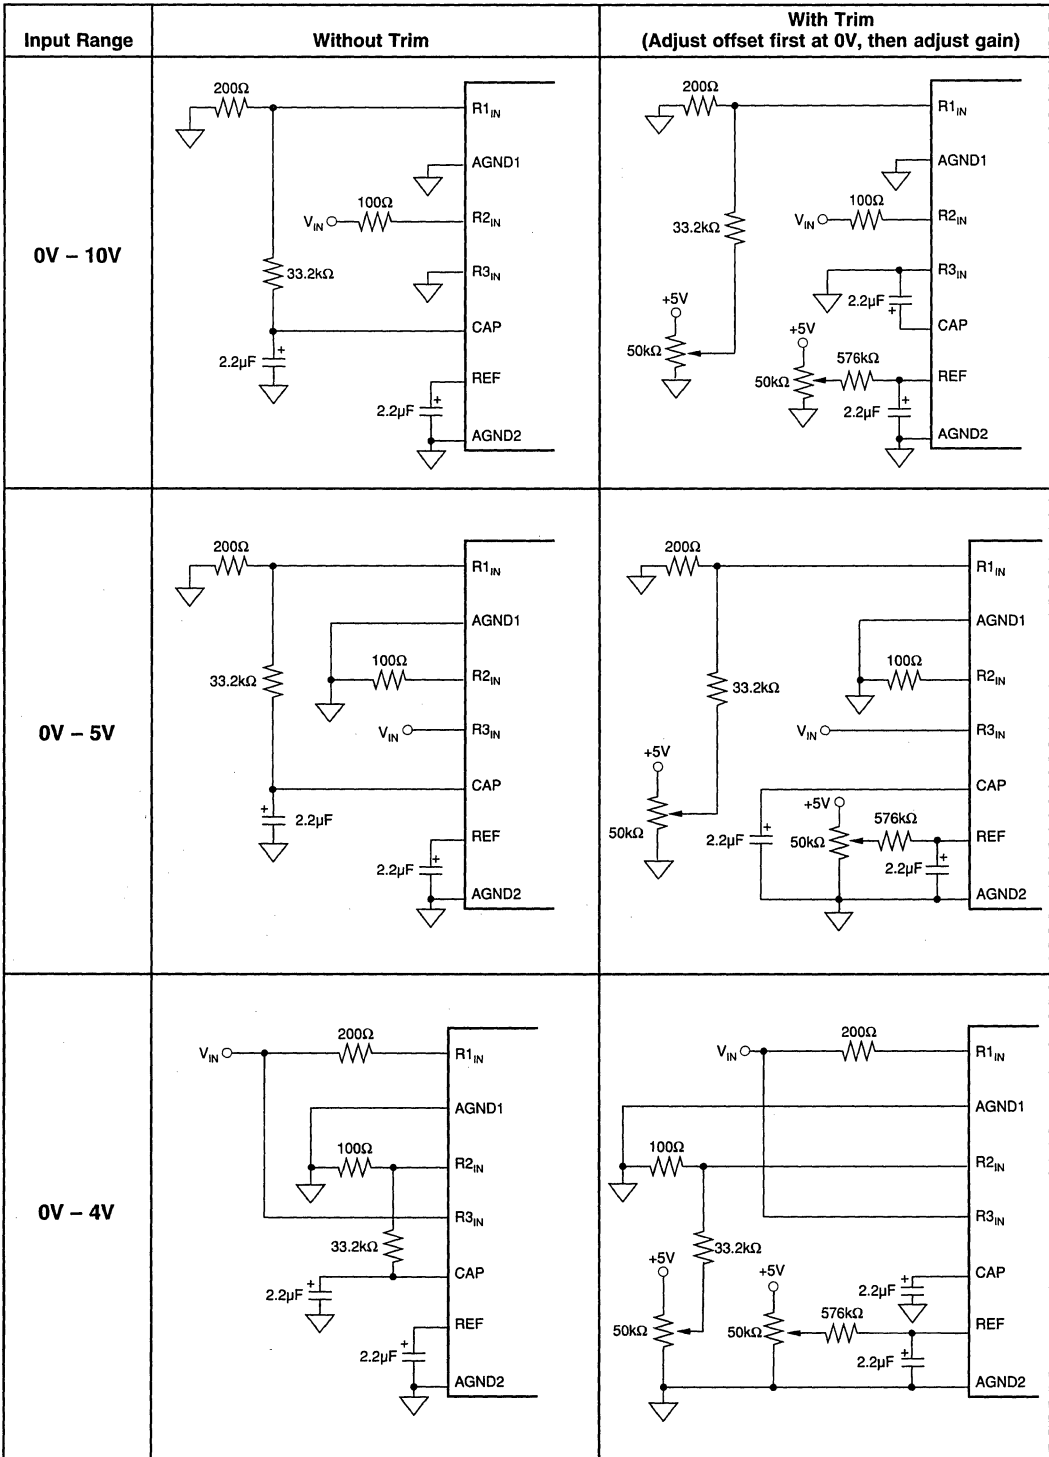 Input Range
Without Trim
With Trim
(Adjust offset first at 0V, then adjust gain)
0V – 10V
200Ω
R1IN
AGND1
100Ω
VIN
R2IN
33.2kΩ
R3IN
CAP
2.2µF
REF
2.2µF
AGND2
200Ω
R1IN
AGND1
100Ω
VIN
R2IN
33.2kΩ
R3IN
+5V
2.2µF
CAP
+5V
50kΩ
576kΩ
50kΩ
REF
2.2µF
AGND2
0V – 5V
200Ω
R1IN
AGND1
100Ω
R2IN
33.2kΩ
VIN
R3IN
CAP
2.2µF
REF
2.2µF
AGND2
200Ω
R1IN
AGND1
100Ω
R2IN
33.2kΩ
VIN
R3IN
+5V
CAP
+5V
576kΩ
50kΩ
2.2µF
50kΩ
REF
2.2µF
AGND2
0V – 4V
200Ω
VIN
R1IN
AGND1
100Ω
R2IN
R3IN
33.2kΩ
CAP
2.2µF
REF
2.2µF
AGND2
200Ω
VIN
R1IN
AGND1
100Ω
R2IN
R3IN
33.2kΩ
+5V
+5V
CAP
2.2µF
576kΩ
50kΩ
50kΩ
REF
2.2µF
AGND2